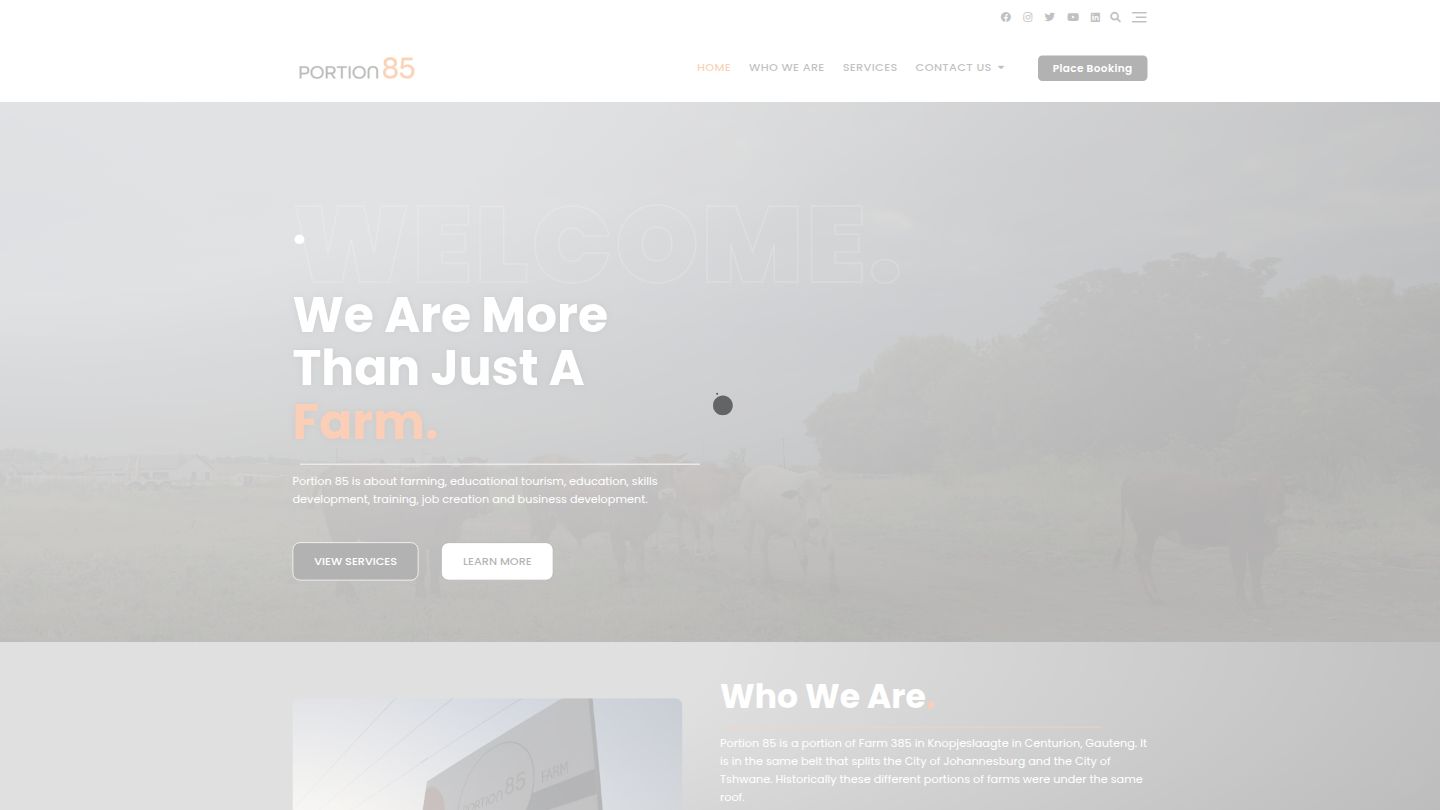 PORTION 85
HOME WHO WE ARE SERVICES CONTACT US Place Booking
WELCOME.
We Are More
Than Just A
Farm.
Portion 85 is about farming, educational tourism, education, skills
development, training, job creation and business development.
VIEW SERVICES LEARN MORE
Who We Are.
Portion 85 is a portion of Farm 385 in Knopjeslaagte in Centurion, Gauteng. It
is in the same belt that splits the City of Johannesburg and the City of
Tshwane. Historically these different portions of farms were under the same
roof.
PORTION 85 FARM